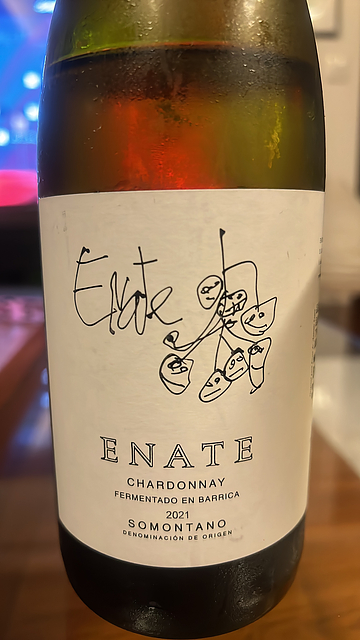 Enate
ENATE
CHARDONNAY
FERMENTADO EN BARRICA
2021
SOMONTANO
DENOMINACIÓN DE ORIGEN